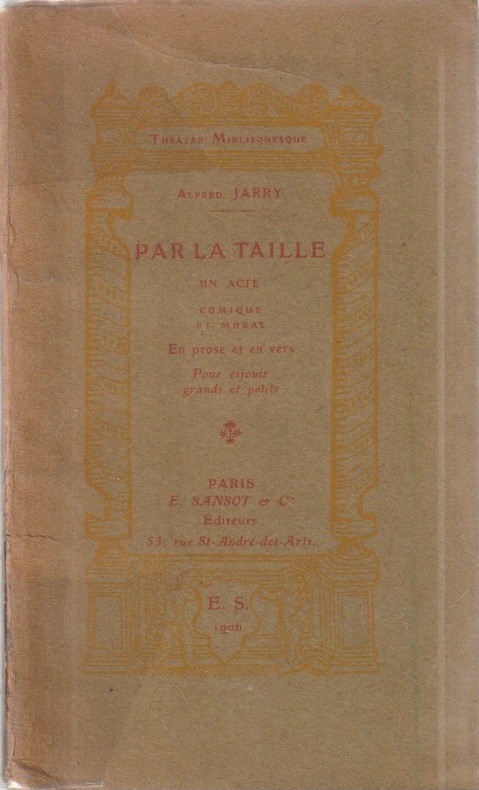 Théatre Mirlitonesque
Alfred JARRY
PAR LA TAILLE
UN ACTE
COMIQUE
ET MORAL
En prose et en vers
Pour esjouir
grands et petits
PARIS
E. SANSOT & Cie
Éditeurs
53, rue St-André-des-Arts.
E. S.
1906